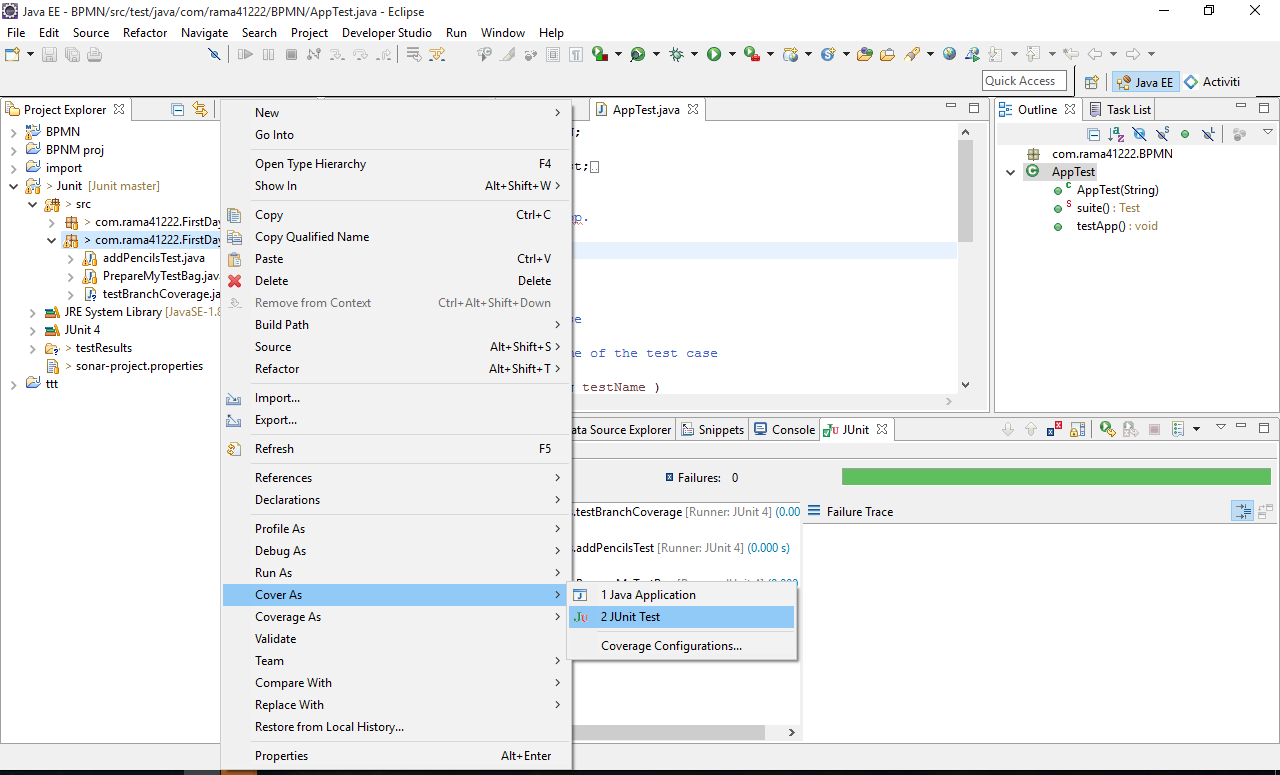 Java EE - BPMN/src/test/java/com/rama41222/BPMN/AppTest.java - Eclipse
File Edit Source Refactor Navigate Search Project Developer Studio Run Window Help
Quick Access
Java EE
Activiti
Project Explorer
BPMN
BPNM proj
import
> Junit [Junit master]
> src
> com.rama41222.FirstDay
> com.rama41222.FirstDay
addPencilsTest.java
PrepareMyTestBag.java
testBranchCoverage.ja
JRE System Library [JavaSE-1.8
JUnit 4
> testResults
> sonar-project.properties
ttt
New
Go Into
Open Type Hierarchy F4
Show In Alt+Shift+W
Copy Ctrl+C
Copy Qualified Name
Paste Ctrl+V
Delete Delete
Remove from Context Ctrl+Alt+Shift+Down
Build Path
Source Alt+Shift+S
Refactor Alt+Shift+T
Import...
Export...
Refresh F5
References
Declarations
Profile As
Debug As
Run As
Cover As
Coverage As
Validate
Team
Compare With
Replace With
Restore from Local History...
Properties Alt+Enter
1 Java Application
2 JUnit Test
Coverage Configurations...
AppTest.java
;
t;
p.
e
e of the test case
testName )
ata Source Explorer
Snippets
Console
JUnit
Failures: 0
.testBranchCoverage [Runner: JUnit 4] (0.00
.addPencilsTest [Runner: JUnit 4] (0.000 s)
Failure Trace
Outline
Task List
com.rama41222.BPMN
AppTest
AppTest(String)
suite() : Test
testApp() : void